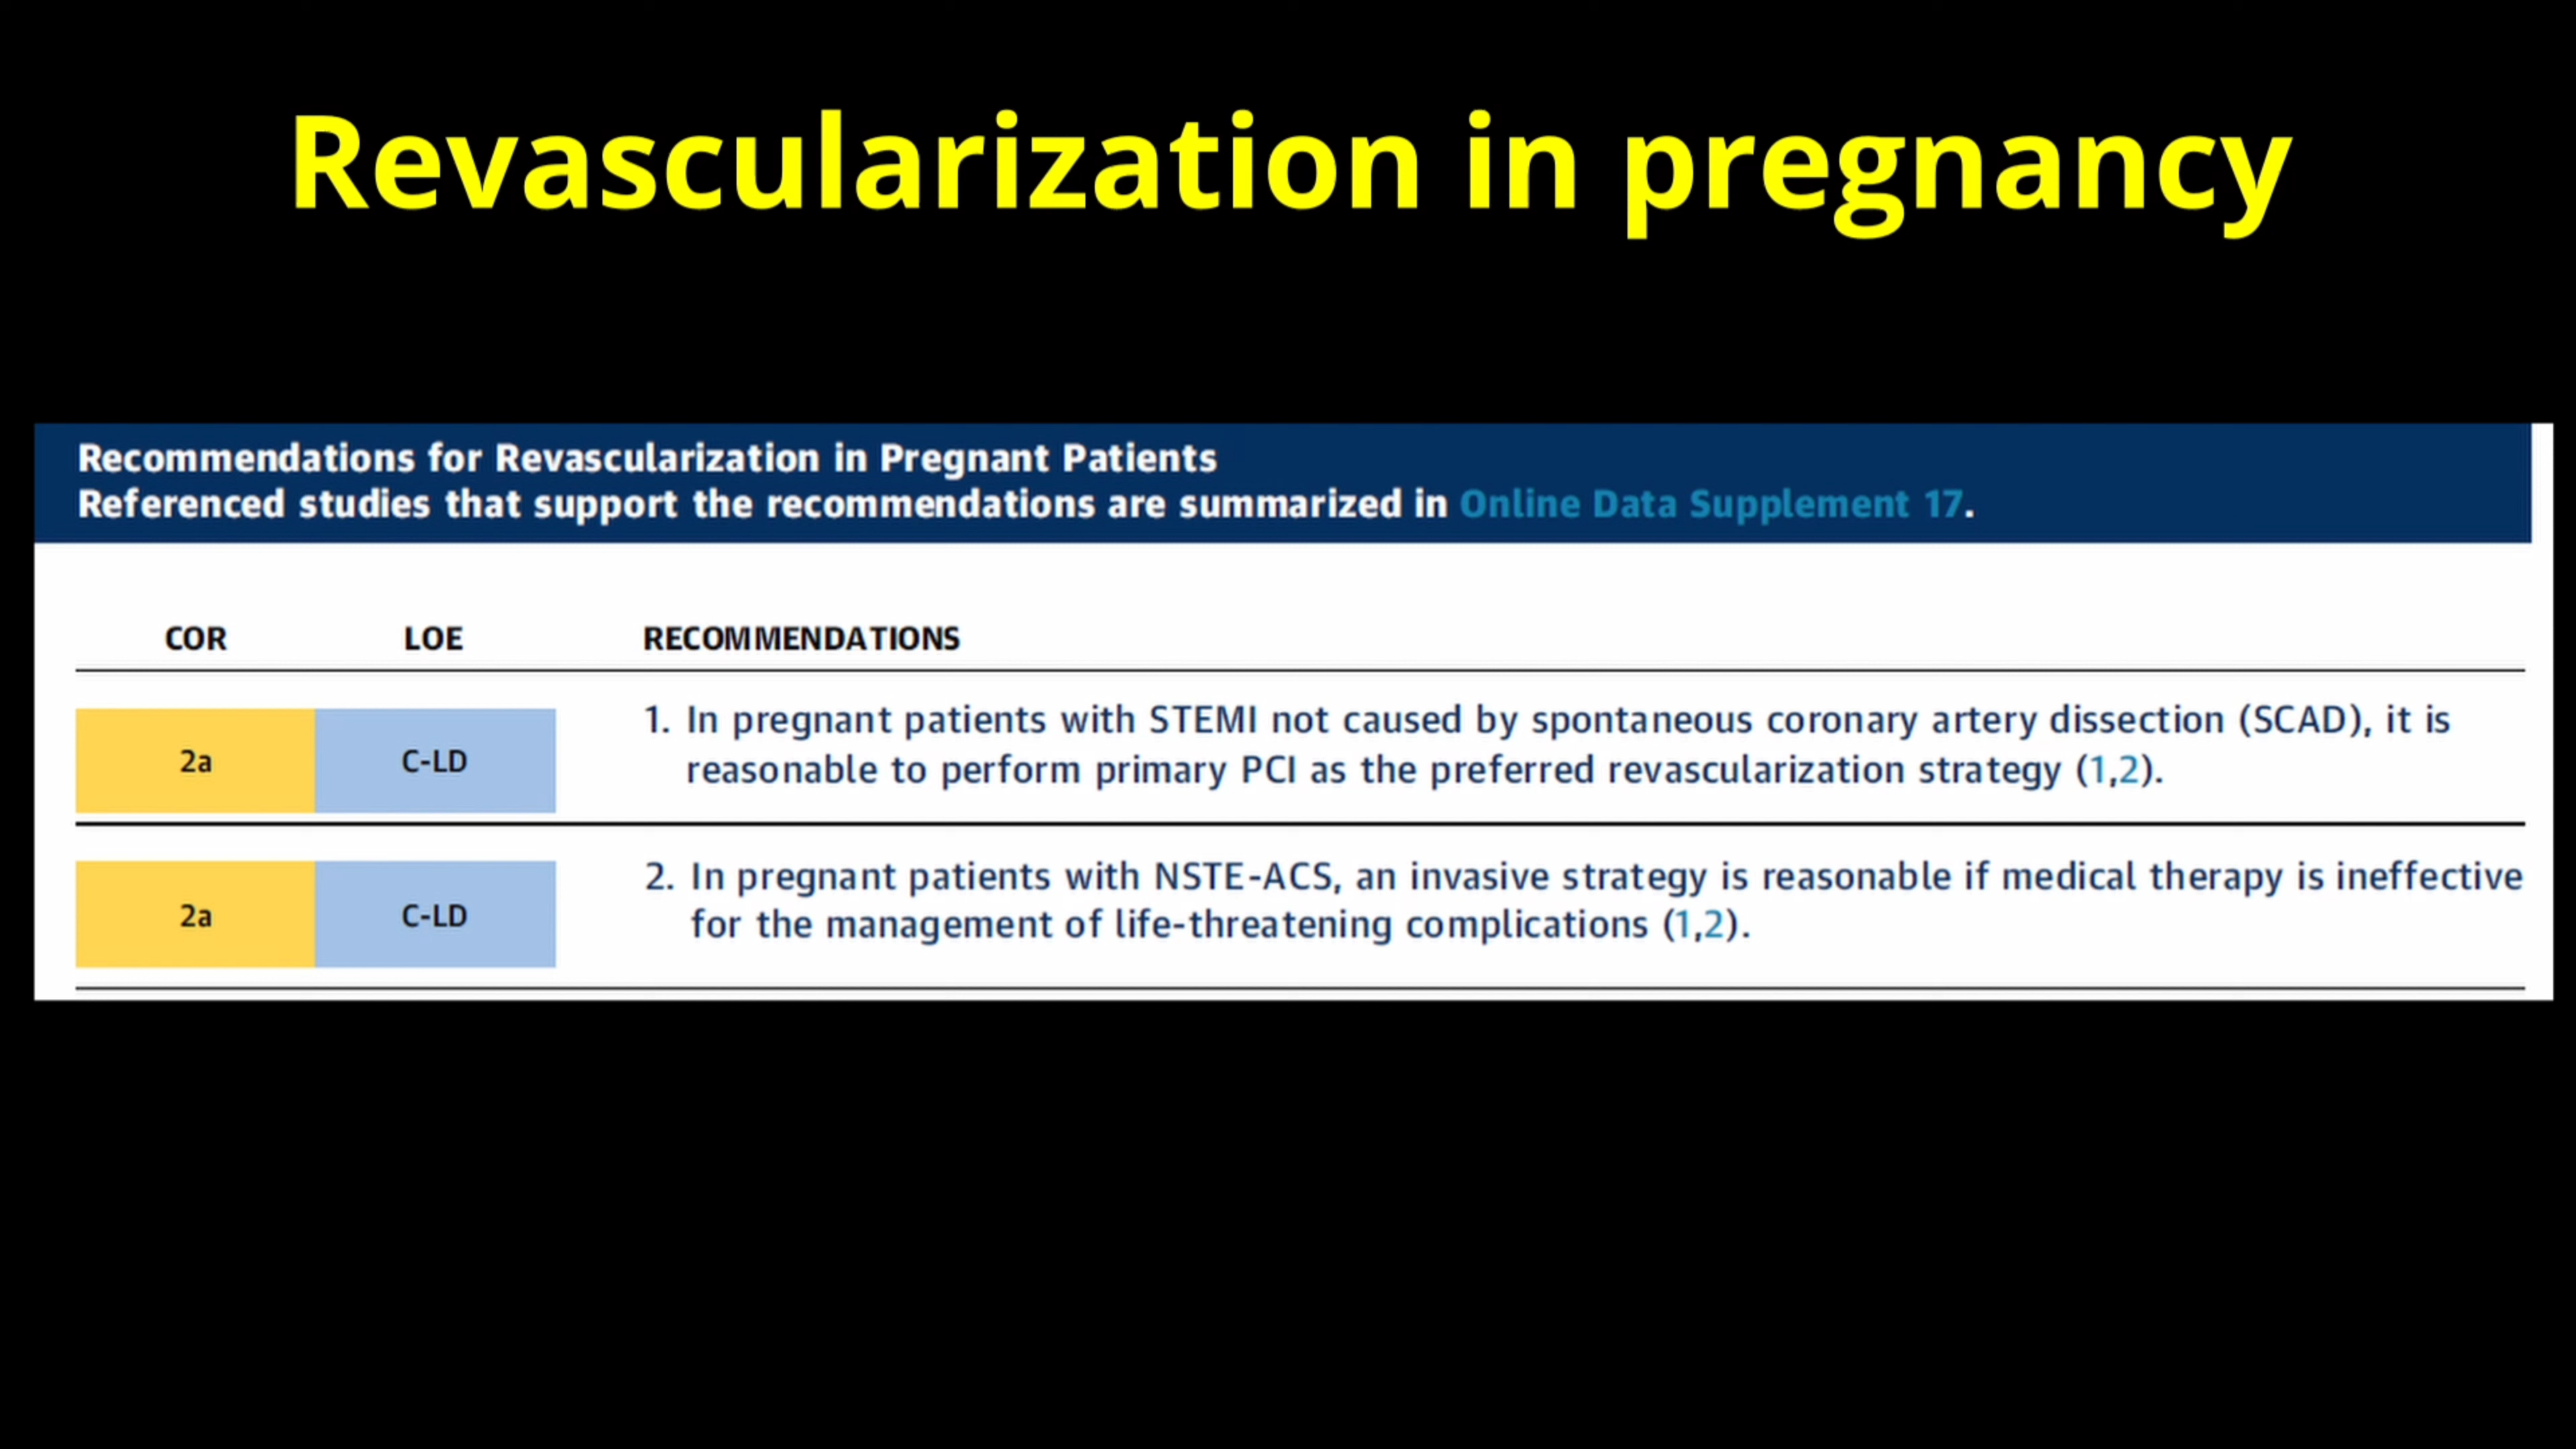 Revascularization in pregnancy
Recommendations for Revascularization in Pregnant Patients
Referenced studies that support the recommendations are summarized in Online Data Supplement 17.
COR LOE RECOMMENDATIONS
2a C-LD 1. In pregnant patients with STEMI not caused by spontaneous coronary artery dissection (SCAD), it is
reasonable to perform primary PCI as the preferred revascularization strategy (1,2).
2a C-LD 2. In pregnant patients with NSTE-ACS, an invasive strategy is reasonable if medical therapy is ineffective
for the management of life-threatening complications (1,2).